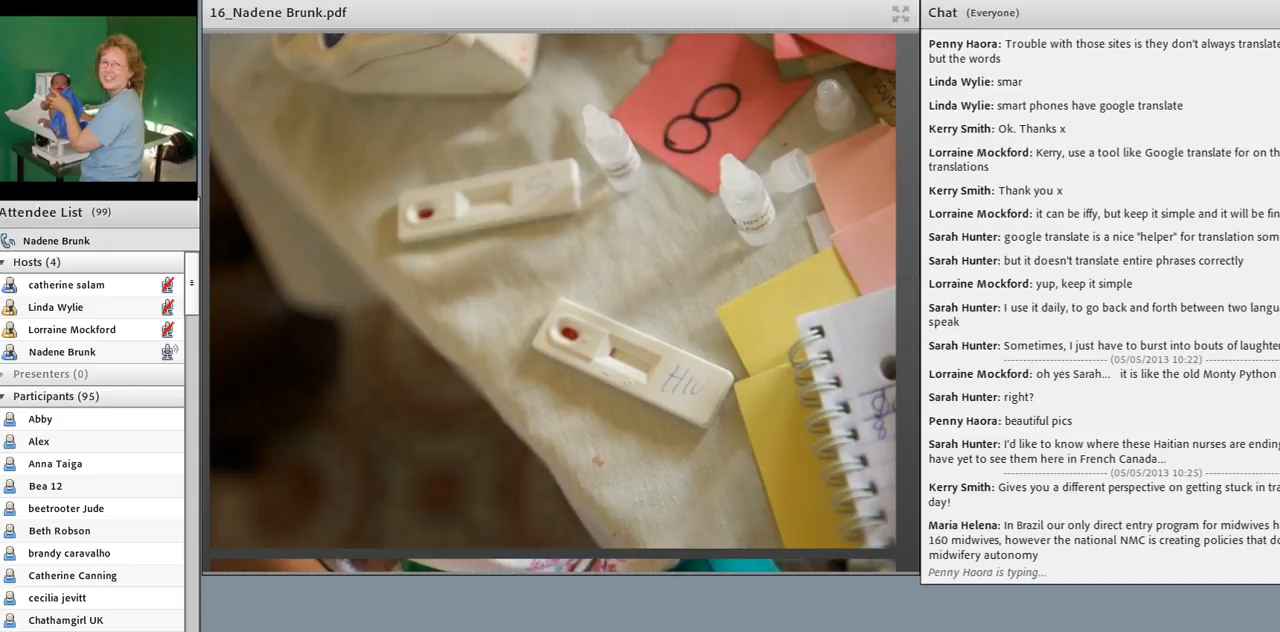 16_Nadene Brunk.pdf
8
S
HIV
Attendee List (99)
Nadene Brunk
Hosts (4)
catherine salam
Linda Wylie
Lorraine Mockford
Nadene Brunk
Presenters (0)
Participants (95)
Abby
Alex
Anna Taiga
Bea 12
beetrooter Jude
Beth Robson
brandy caravalho
Catherine Canning
cecilia jevitt
Chathamgirl UK
Chat (Everyone)
Penny Haora: Trouble with those sites is they don't always translate
but the words
Linda Wylie: smar
Linda Wylie: smart phones have google translate
Kerry Smith: Ok. Thanks x
Lorraine Mockford: Kerry, use a tool like Google translate for on
translations
Kerry Smith: Thank you x
Lorraine Mockford: it can be iffy, but keep it simple and it will be
Sarah Hunter: google translate is a nice "helper" for translation
Sarah Hunter: but it doesn't translate entire phrases correctly
Lorraine Mockford: yup, keep it simple
Sarah Hunter: I use it daily, to go back and forth between two
speak
Sarah Hunter: Sometimes, I just have to burst into bouts of
(05/05/2013 10:22)
Lorraine Mockford: oh yes Sarah... it is like the old Monty Python
Sarah Hunter: right?
Penny Haora: beautiful pics
Sarah Hunter: I'd like to know where these Haitian nurses are
have yet to see them here in French Canada...
(05/05/2013 10:25)
Kerry Smith: Gives you a different perspective on getting stuck in
day!
Maria Helena: In Brazil our only direct entry program for midwives
160 midwives, however the national NMC is creating policies that
midwifery autonomy
Penny Haora is typing...